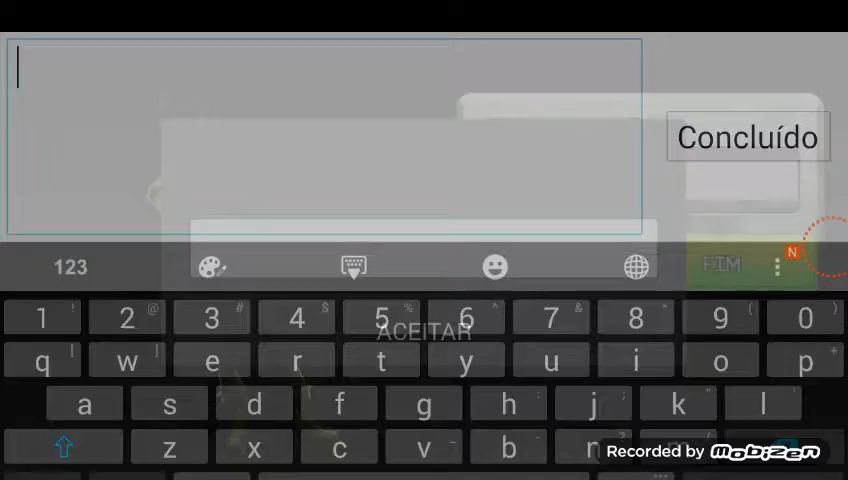 Concluído
123
FIM
N
1 ! 2 @ 3 # 4 $ 5 % 6 ^ 7 & 8 * 9 ( 0 )
ACEITAR
q w e r t y u i o p
a s d f g h j k l
z x c v b n m
Recorded by mobizen